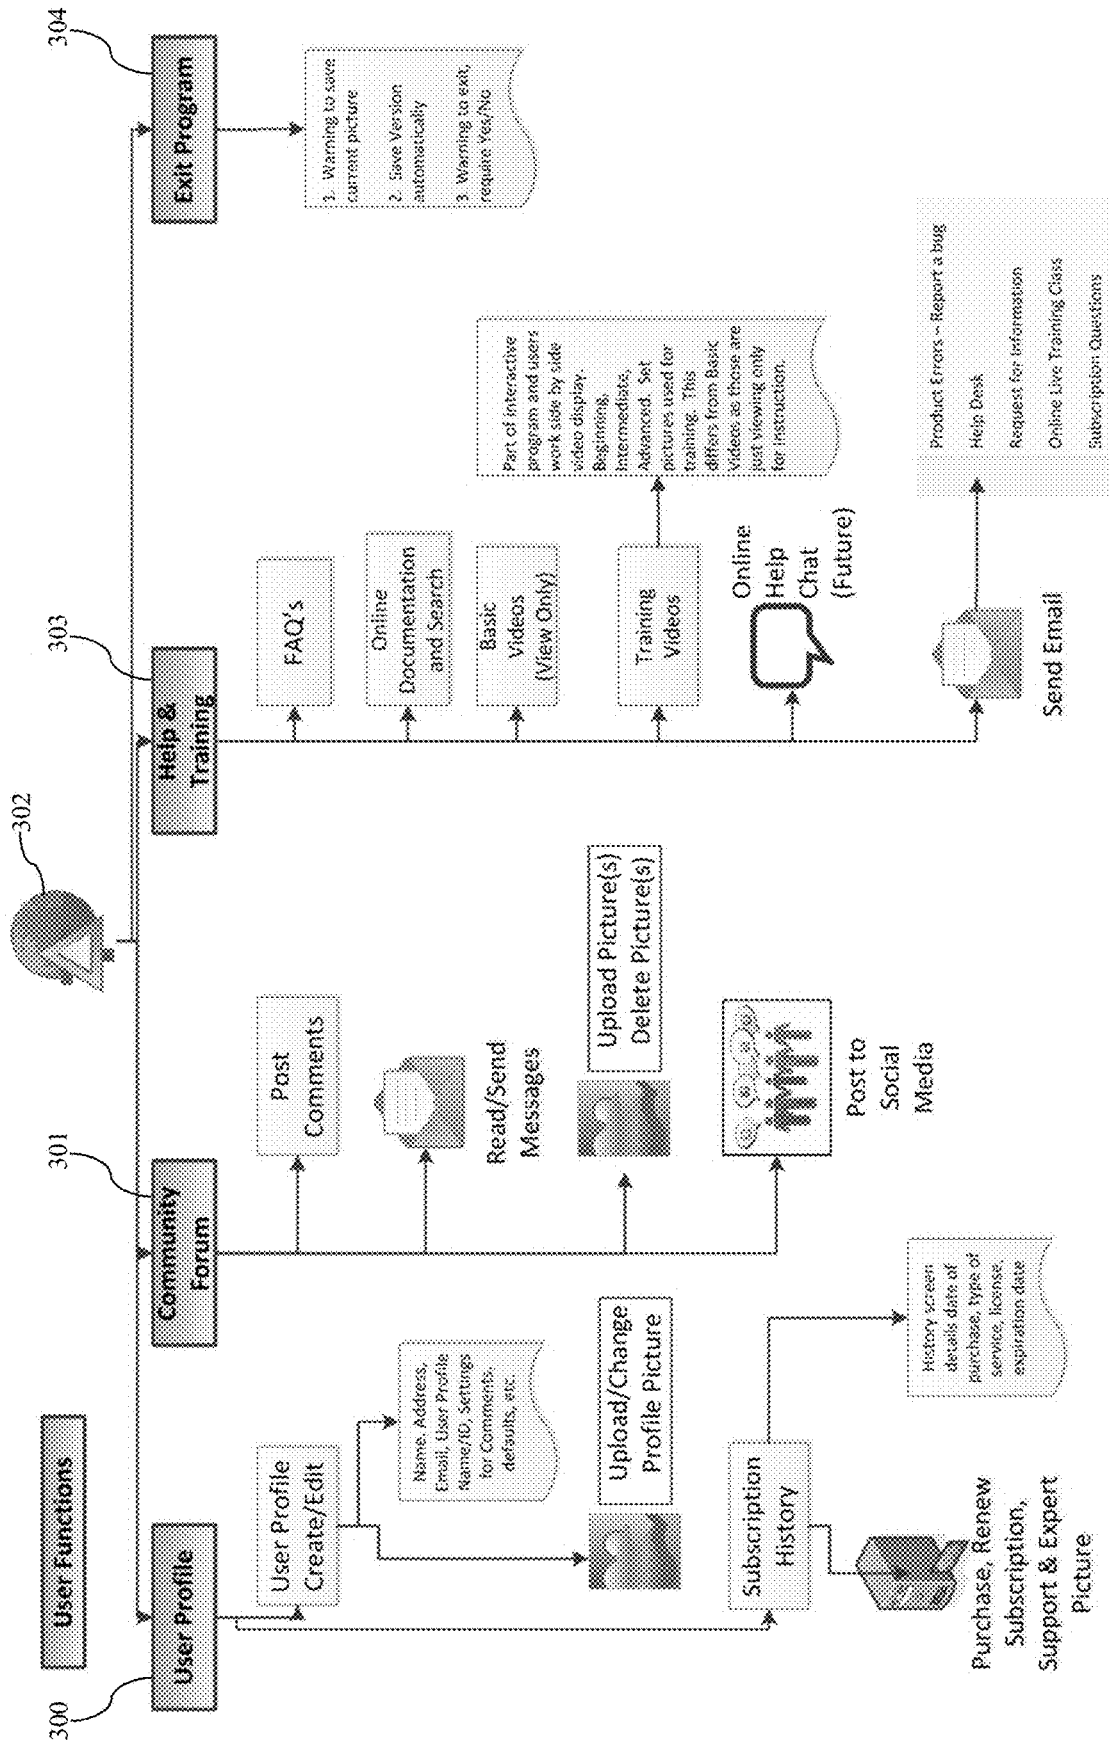 User Functions
302
300
User Profile
301
Community
Forum
303
Help &
Training
304
Exit Program
User Profile
Create/Edit
Name, Address,
Email, User Profile
Name/ID, Settings
for Comments,
defaults, etc.
Upload/Change
Profile Picture
Subscription
History
History screen
details date of
purchase, type of
service, license,
expiration date
Purchase, Renew
Subscription,
Support & Expert
Picture
Post
Comments
Read/Send
Messages
Upload Picture(s)
Delete Picture(s)
Post to
Social
Media
FAQ's
Online
Documentation
and Search
Basic
Videos
(View Only)
Training
Videos
Part of interactive
program and users
work side by side
video display.
Beginning,
Intermediate,
Advanced. Set
pictures used for
training. This
differs from Basic
Videos as those are
just viewing only
for instruction.
Online
Help
Chat
(Future)
Send Email
Product Errors – Report a bug
Help Desk
Request for Information
Online Live Training Class
Subscription Questions
1. Warning to save
current picture
2. Save Version
automatically
3. Warning to exit,
require Yes/No